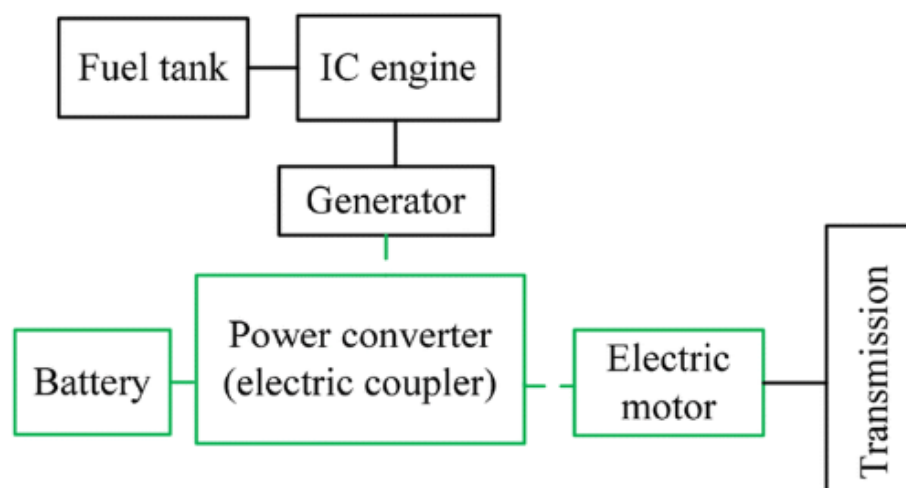 Fuel tank
IC engine
Generator
Power converter
(electric coupler)
Battery
Electric
motor
Transmission